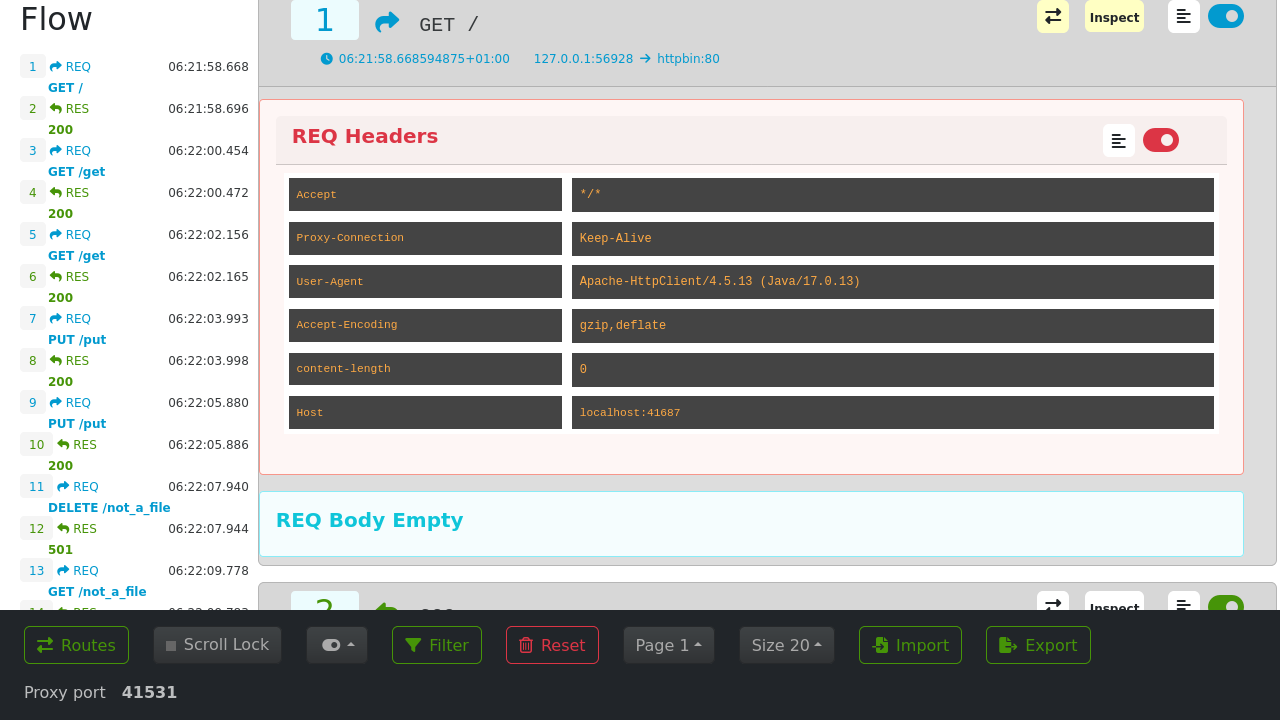 Flow
1 REQ 06:21:58.668
GET /
2 RES 06:21:58.696
200
3 REQ 06:22:00.454
GET /get
4 RES 06:22:00.472
200
5 REQ 06:22:02.156
GET /get
6 RES 06:22:02.165
200
7 REQ 06:22:03.993
PUT /put
8 RES 06:22:03.998
200
9 REQ 06:22:05.880
PUT /put
10 RES 06:22:05.886
200
11 REQ 06:22:07.940
DELETE /not_a_file
12 RES 06:22:07.944
501
13 REQ 06:22:09.778
GET /not_a_file
1 GET / Inspect
06:21:58.668594875+01:00 127.0.0.1:56928 → httpbin:80
REQ Headers
Accept */*
Proxy-Connection Keep-Alive
User-Agent Apache-HttpClient/4.5.13 (Java/17.0.13)
Accept-Encoding gzip,deflate
content-length 0
Host localhost:41687
REQ Body Empty
2 Inspect
Routes Scroll Lock Filter Reset Page 1 Size 20 Import Export
Proxy port 41531